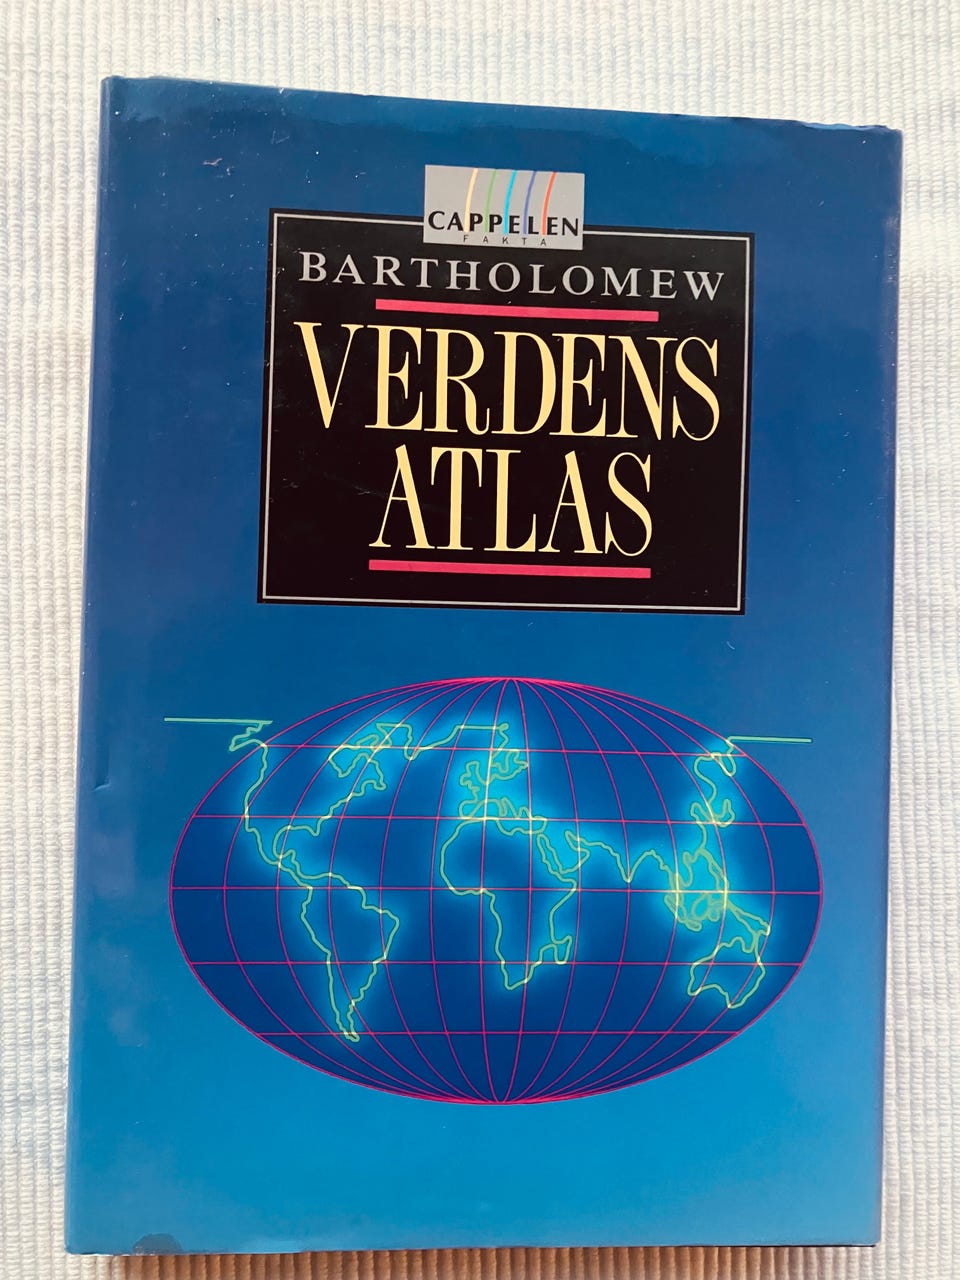 CAPPELEN
FAKTA
BARTHOLOMEW
VERDENS
ATLAS